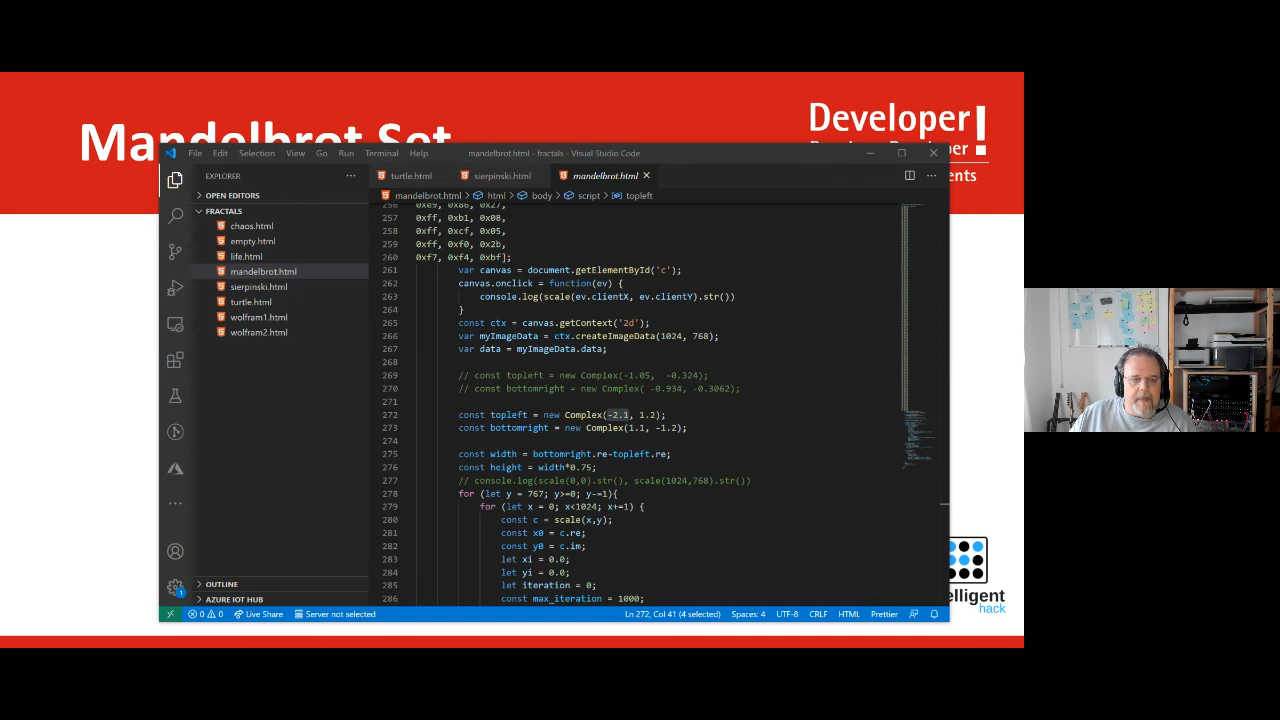 Mandelbrot Set
Developer!
per
ents
File Edit Selection View Go Run Terminal Help
mandelbrot.html - fractals - Visual Studio Code
EXPLORER
turtle.html
sierpinski.html
mandelbrot.html
OPEN EDITORS
mandelbrot.html > html > body > script > topleft
FRACTALS
chaos.html
empty.html
life.html
mandelbrot.html
sierpinski.html
turtle.html
wolfram1.html
wolfram2.html
256 0xe9, 0x86, 0x27,
257 0xff, 0xb1, 0x08,
258 0xff, 0xcf, 0x05,
259 0xff, 0xf0, 0x2b,
260 0xf7, 0xf4, 0xbf];
261 var canvas = document.getElementById('c');
262 canvas.onclick = function(ev) {
263 console.log(scale(ev.clientX, ev.clientY).str())
264 }
265 const ctx = canvas.getContext('2d');
266 var myImageData = ctx.createImageData(1024, 768);
267 var data = myImageData.data;
268
269 // const topleft = new Complex(-1.05, -0.324);
270 // const bottomright = new Complex( -0.934, -0.3062);
271
272 const topleft = new Complex(-2.1, 1.2);
273 const bottomright = new Complex(1.1, -1.2);
274
275 const width = bottomright.re-topleft.re;
276 const height = width*0.75;
277 // console.log(scale(0,0).str(), scale(1024,768).str())
278 for (let y = 767; y>=0; y-=1){
279 for (let x = 0; x<1024; x+=1) {
280 const c = scale(x,y);
281 const x0 = c.re;
282 const y0 = c.im;
283 let xi = 0.0;
284 let yi = 0.0;
285 let iteration = 0;
286 const max_iteration = 1000;
OUTLINE
AZURE IOT HUB
0 0 Live Share Server not selected
Ln 272, Col 41 (4 selected) Spaces: 4 UTF-8 CRLF HTML Prettier
1
elligent
hack